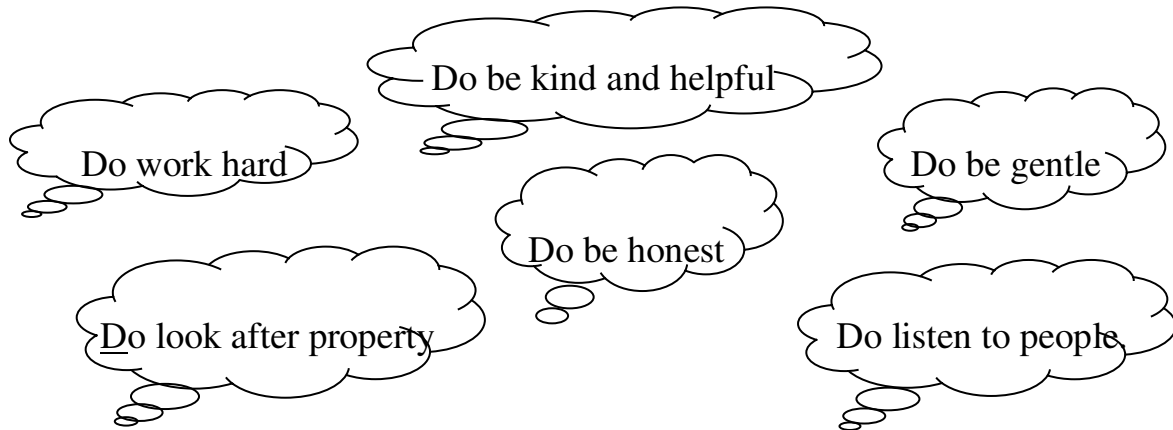 Do be kind and helpful
Do work hard
Do be gentle
Do be honest
Do look after property
Do listen to people.